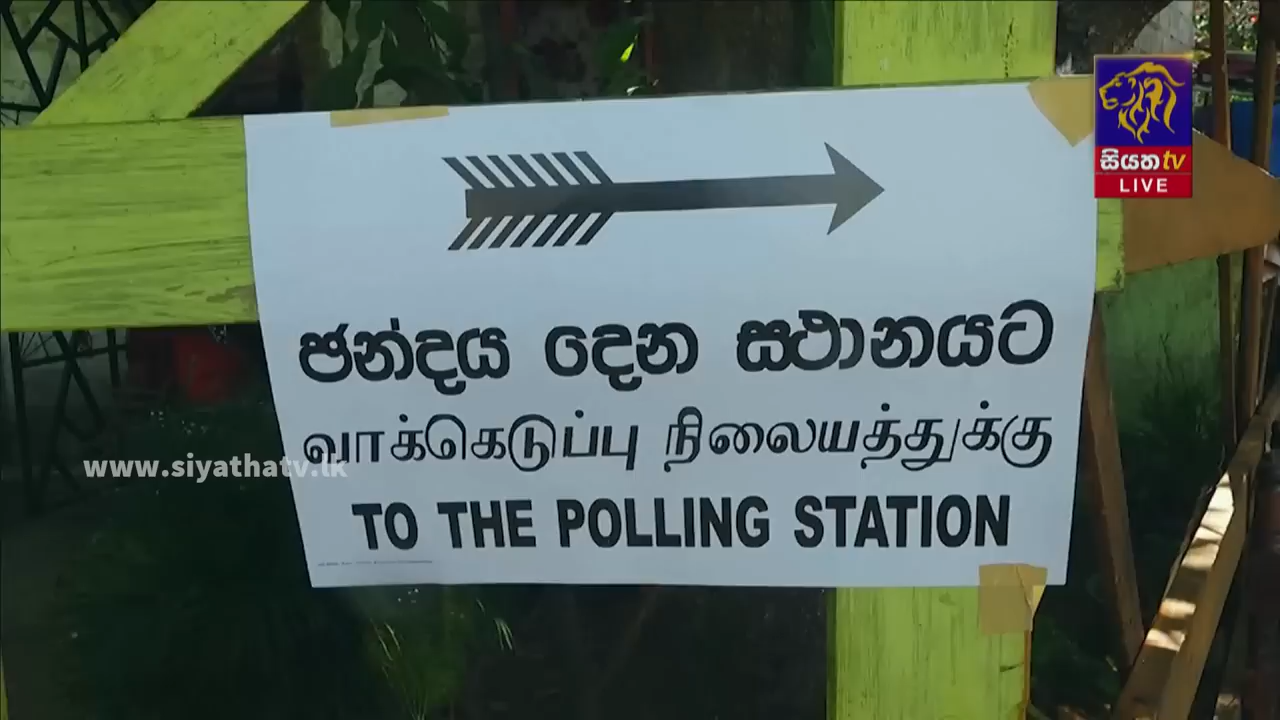 සියත tv
LIVE
ඡන්දය දෙන ස්ථානයට
வாக்கெடுப்பு நிலையத்துக்கு
www.siyathatv.lk
TO THE POLLING STATION